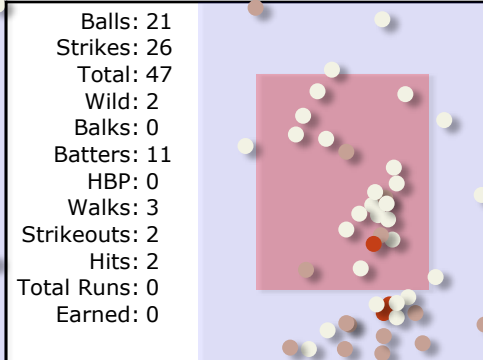 Balls: 21
Strikes: 26
Total: 47
Wild: 2
Balks: 0
Batters: 11
HBP: 0
Walks: 3
Strikeouts: 2
Hits: 2
Total Runs: 0
Earned: 0